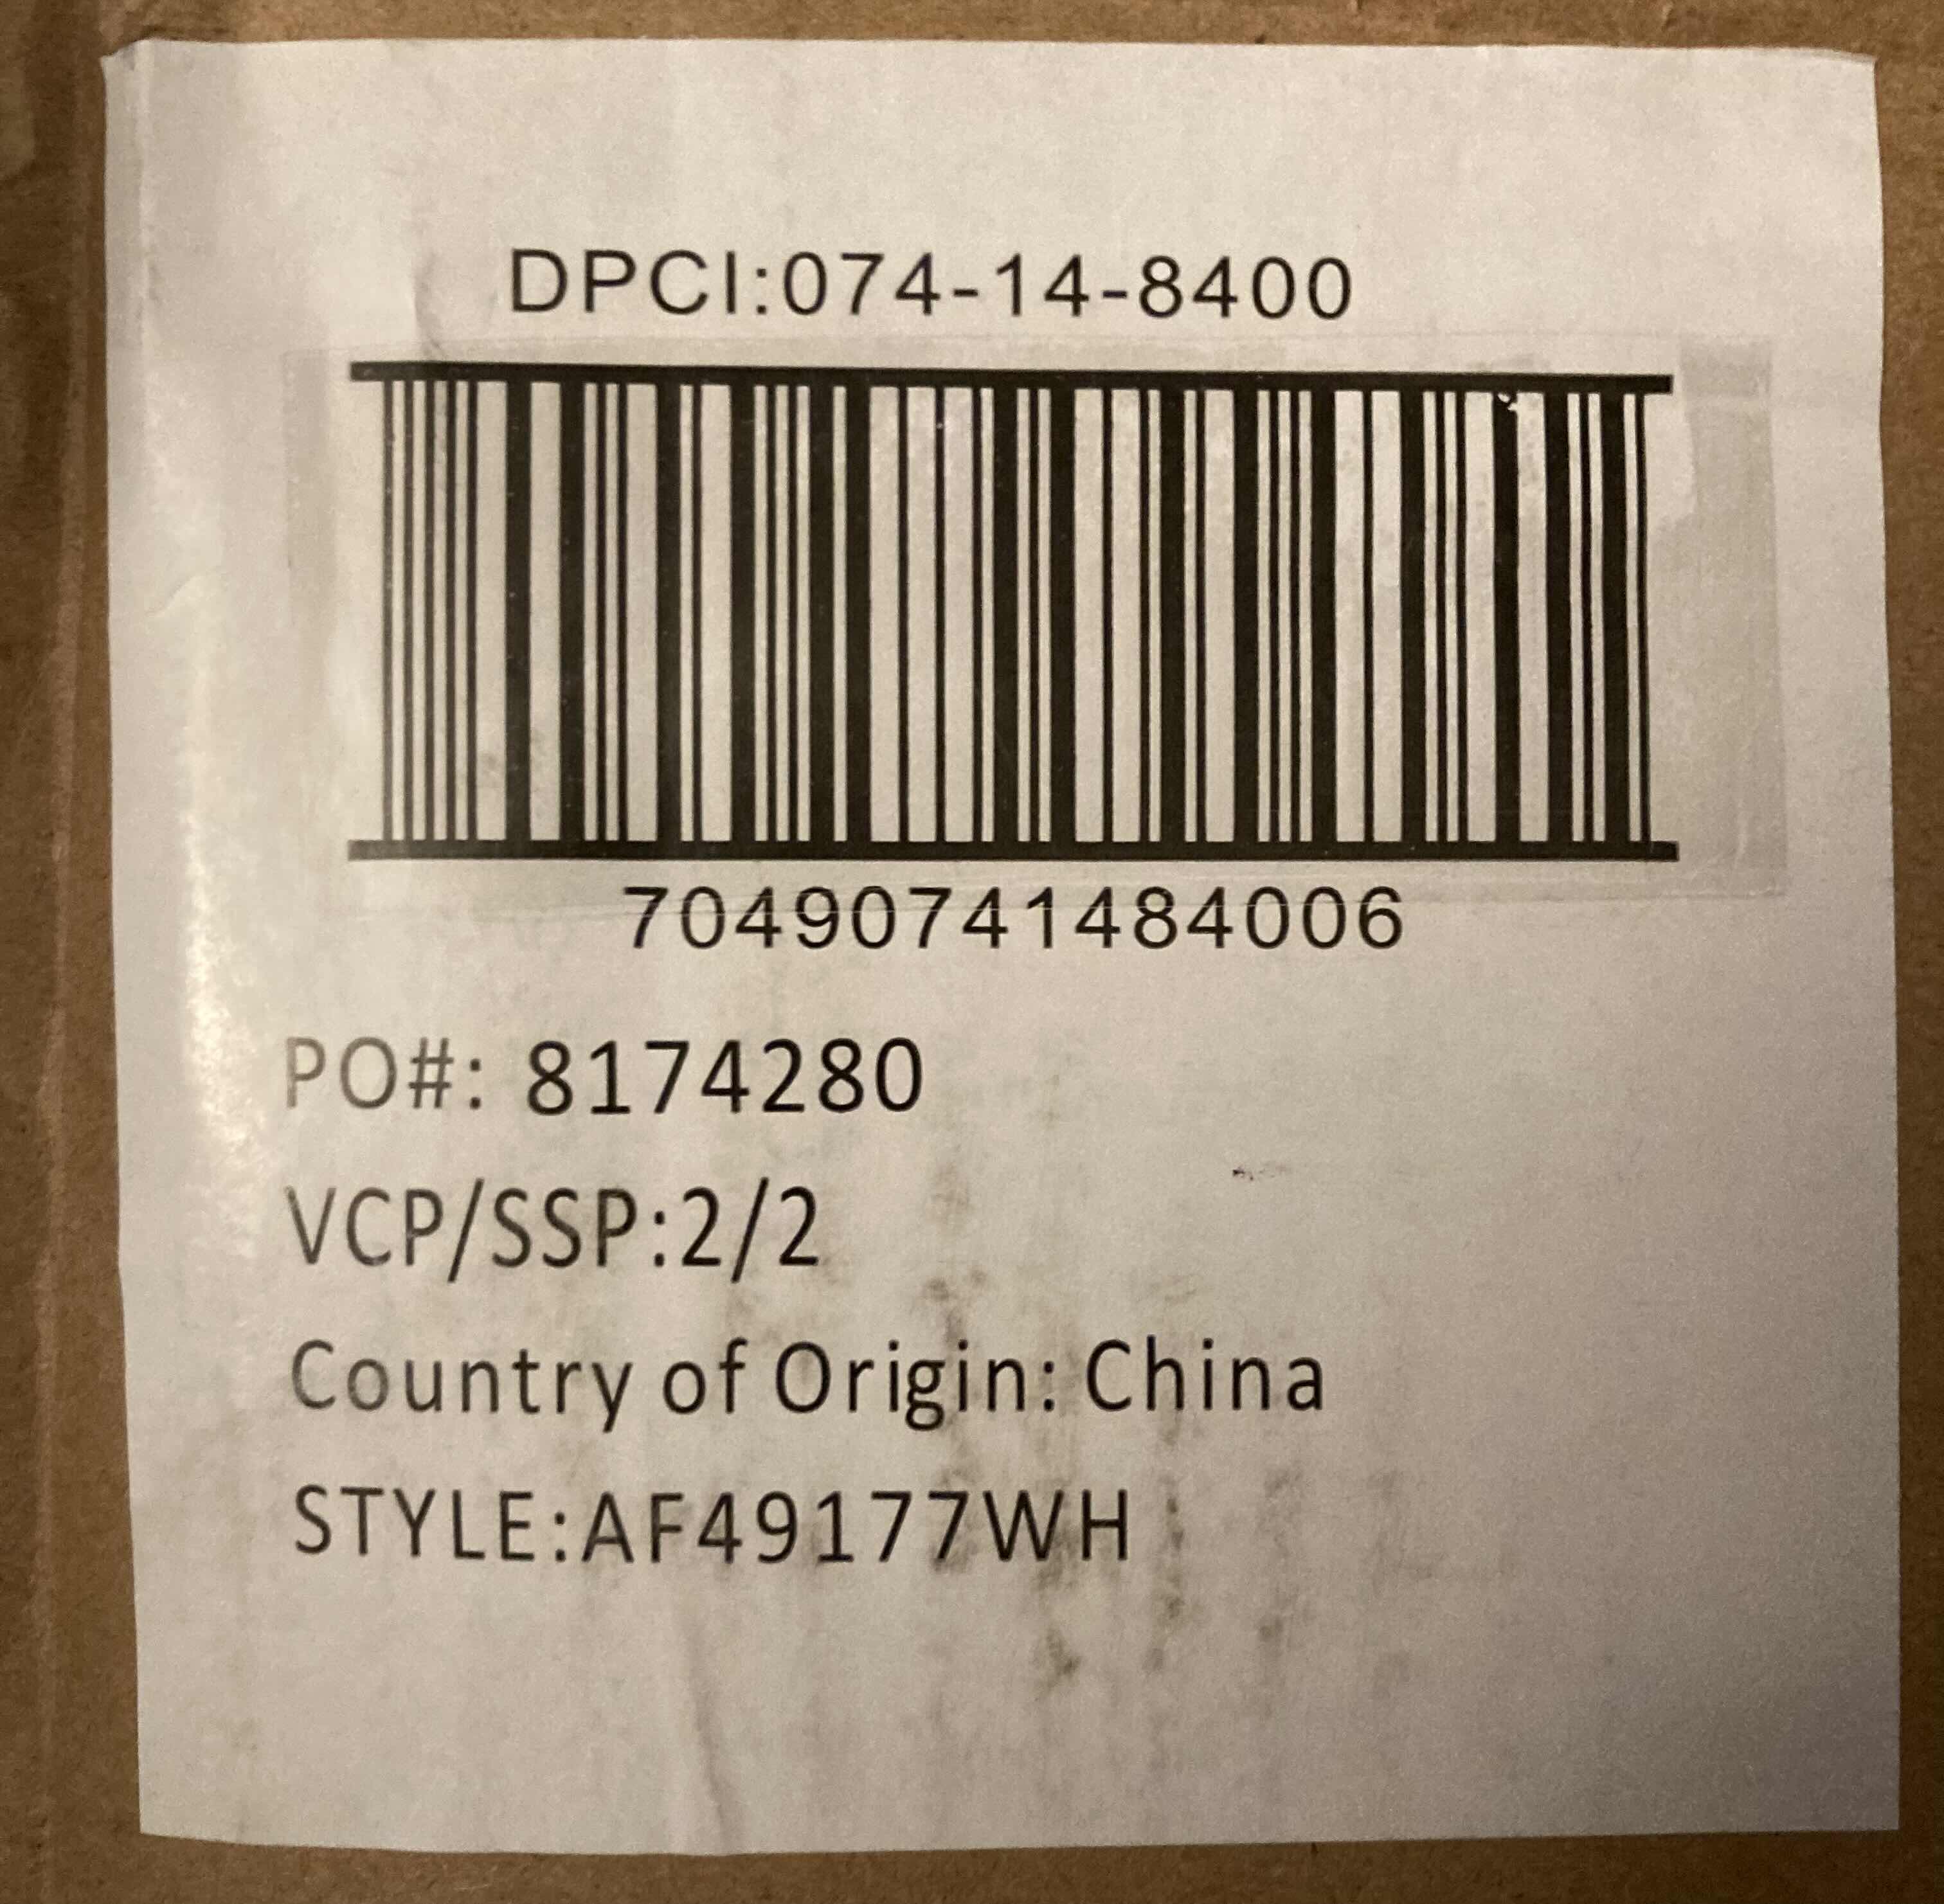 DPCI:074-14-8400
70490741484006
PO#: 8174280
VCP/SSP:2/2
Country of Origin: China
STYLE:AF49177WH